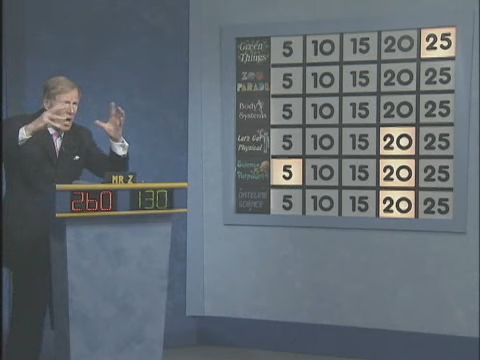 Green Things 5 10 15 20 25
ZOO PARADE 5 10 15 20 25
Body Systems 5 10 15 20 25
Let's Get Physical 5 10 15 20 25
Science Potpourri 5 10 15 20 25
DATELINE SCIENCE 5 10 15 20 25
MR Z
260 130